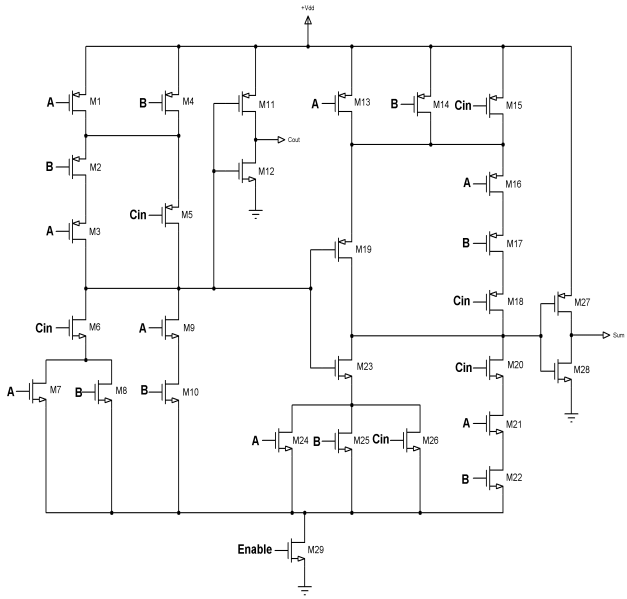 +Vdd
A M1 B M4 M11 A M13 B M14 Cin M15
Cout
B M2 M12 A M16
Cin M5
A M3 M19 B M17
Cin M18 M27
Cin M6 A M9 Sum
M23 Cin M20 M28
A M7 B M8 B M10
A M21
A M24 B M25 Cin M26
B M22
Enable M29